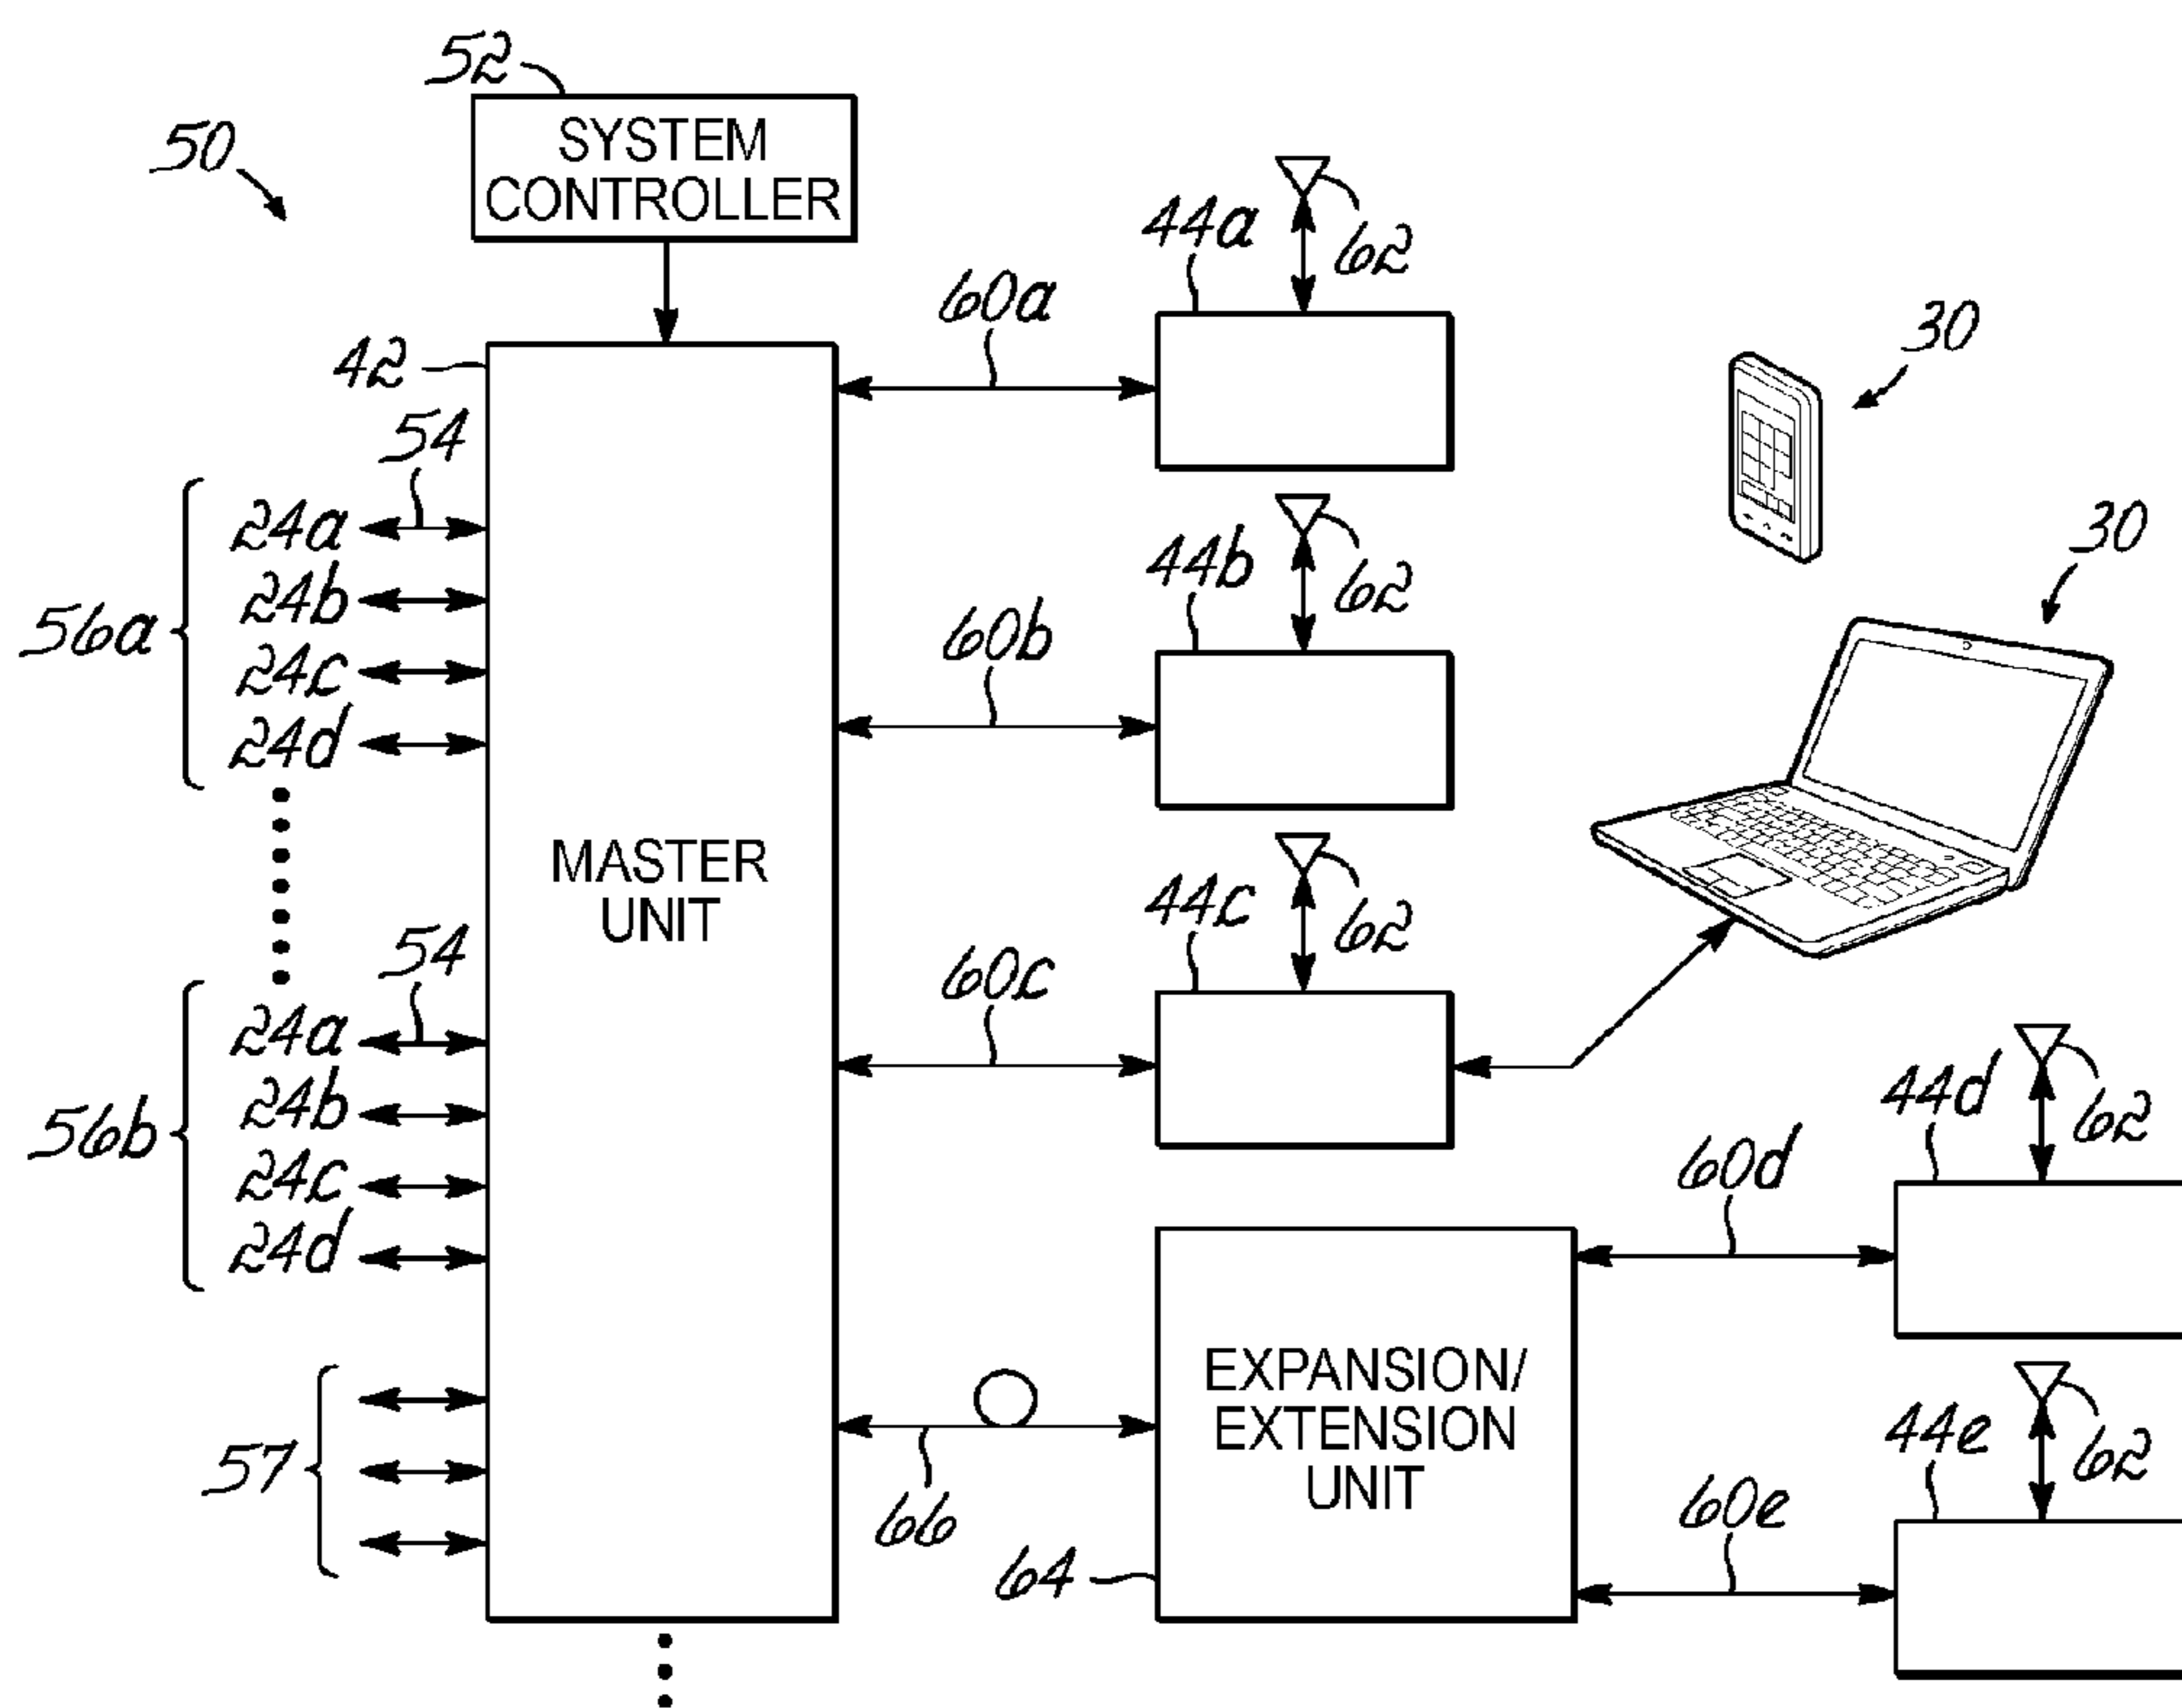 52
50
SYSTEM
CONTROLLER
44a
62
60a
30
42
54
24a
44b
62
30
24b
56a
60b
24c
24d
MASTER
UNIT
44c
62
54
60c
24a
24b
56b
44d
62
24c
60d
24d
EXPANSION/
EXTENSION
UNIT
44e
62
57
66
60e
64